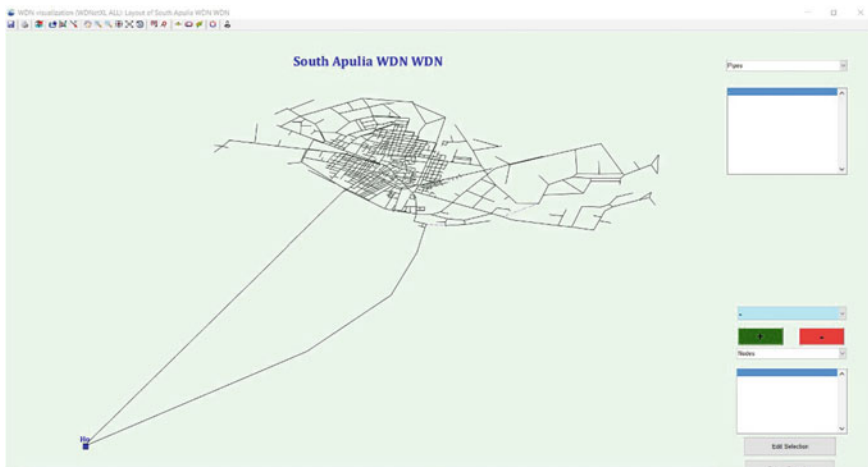 WDN visualization (WDNetXL ALL): Layout of South Apulia WDN WDN
South Apulia WDN WDN
Pipes
+
-
Nodes
Edit Selection